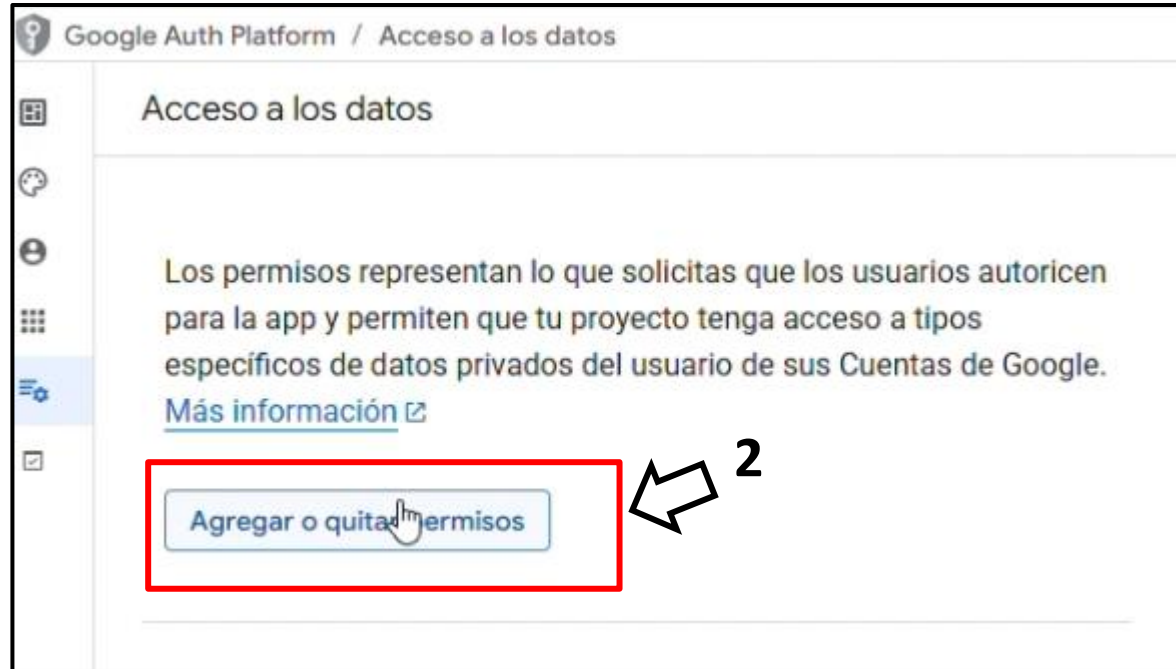 Google Auth Platform / Acceso a los datos
Acceso a los datos
Los permisos representan lo que solicitas que los usuarios autoricen
para la app y permiten que tu proyecto tenga acceso a tipos
específicos de datos privados del usuario de sus Cuentas de Google.
Más información
2
Agregar o quitar permisos